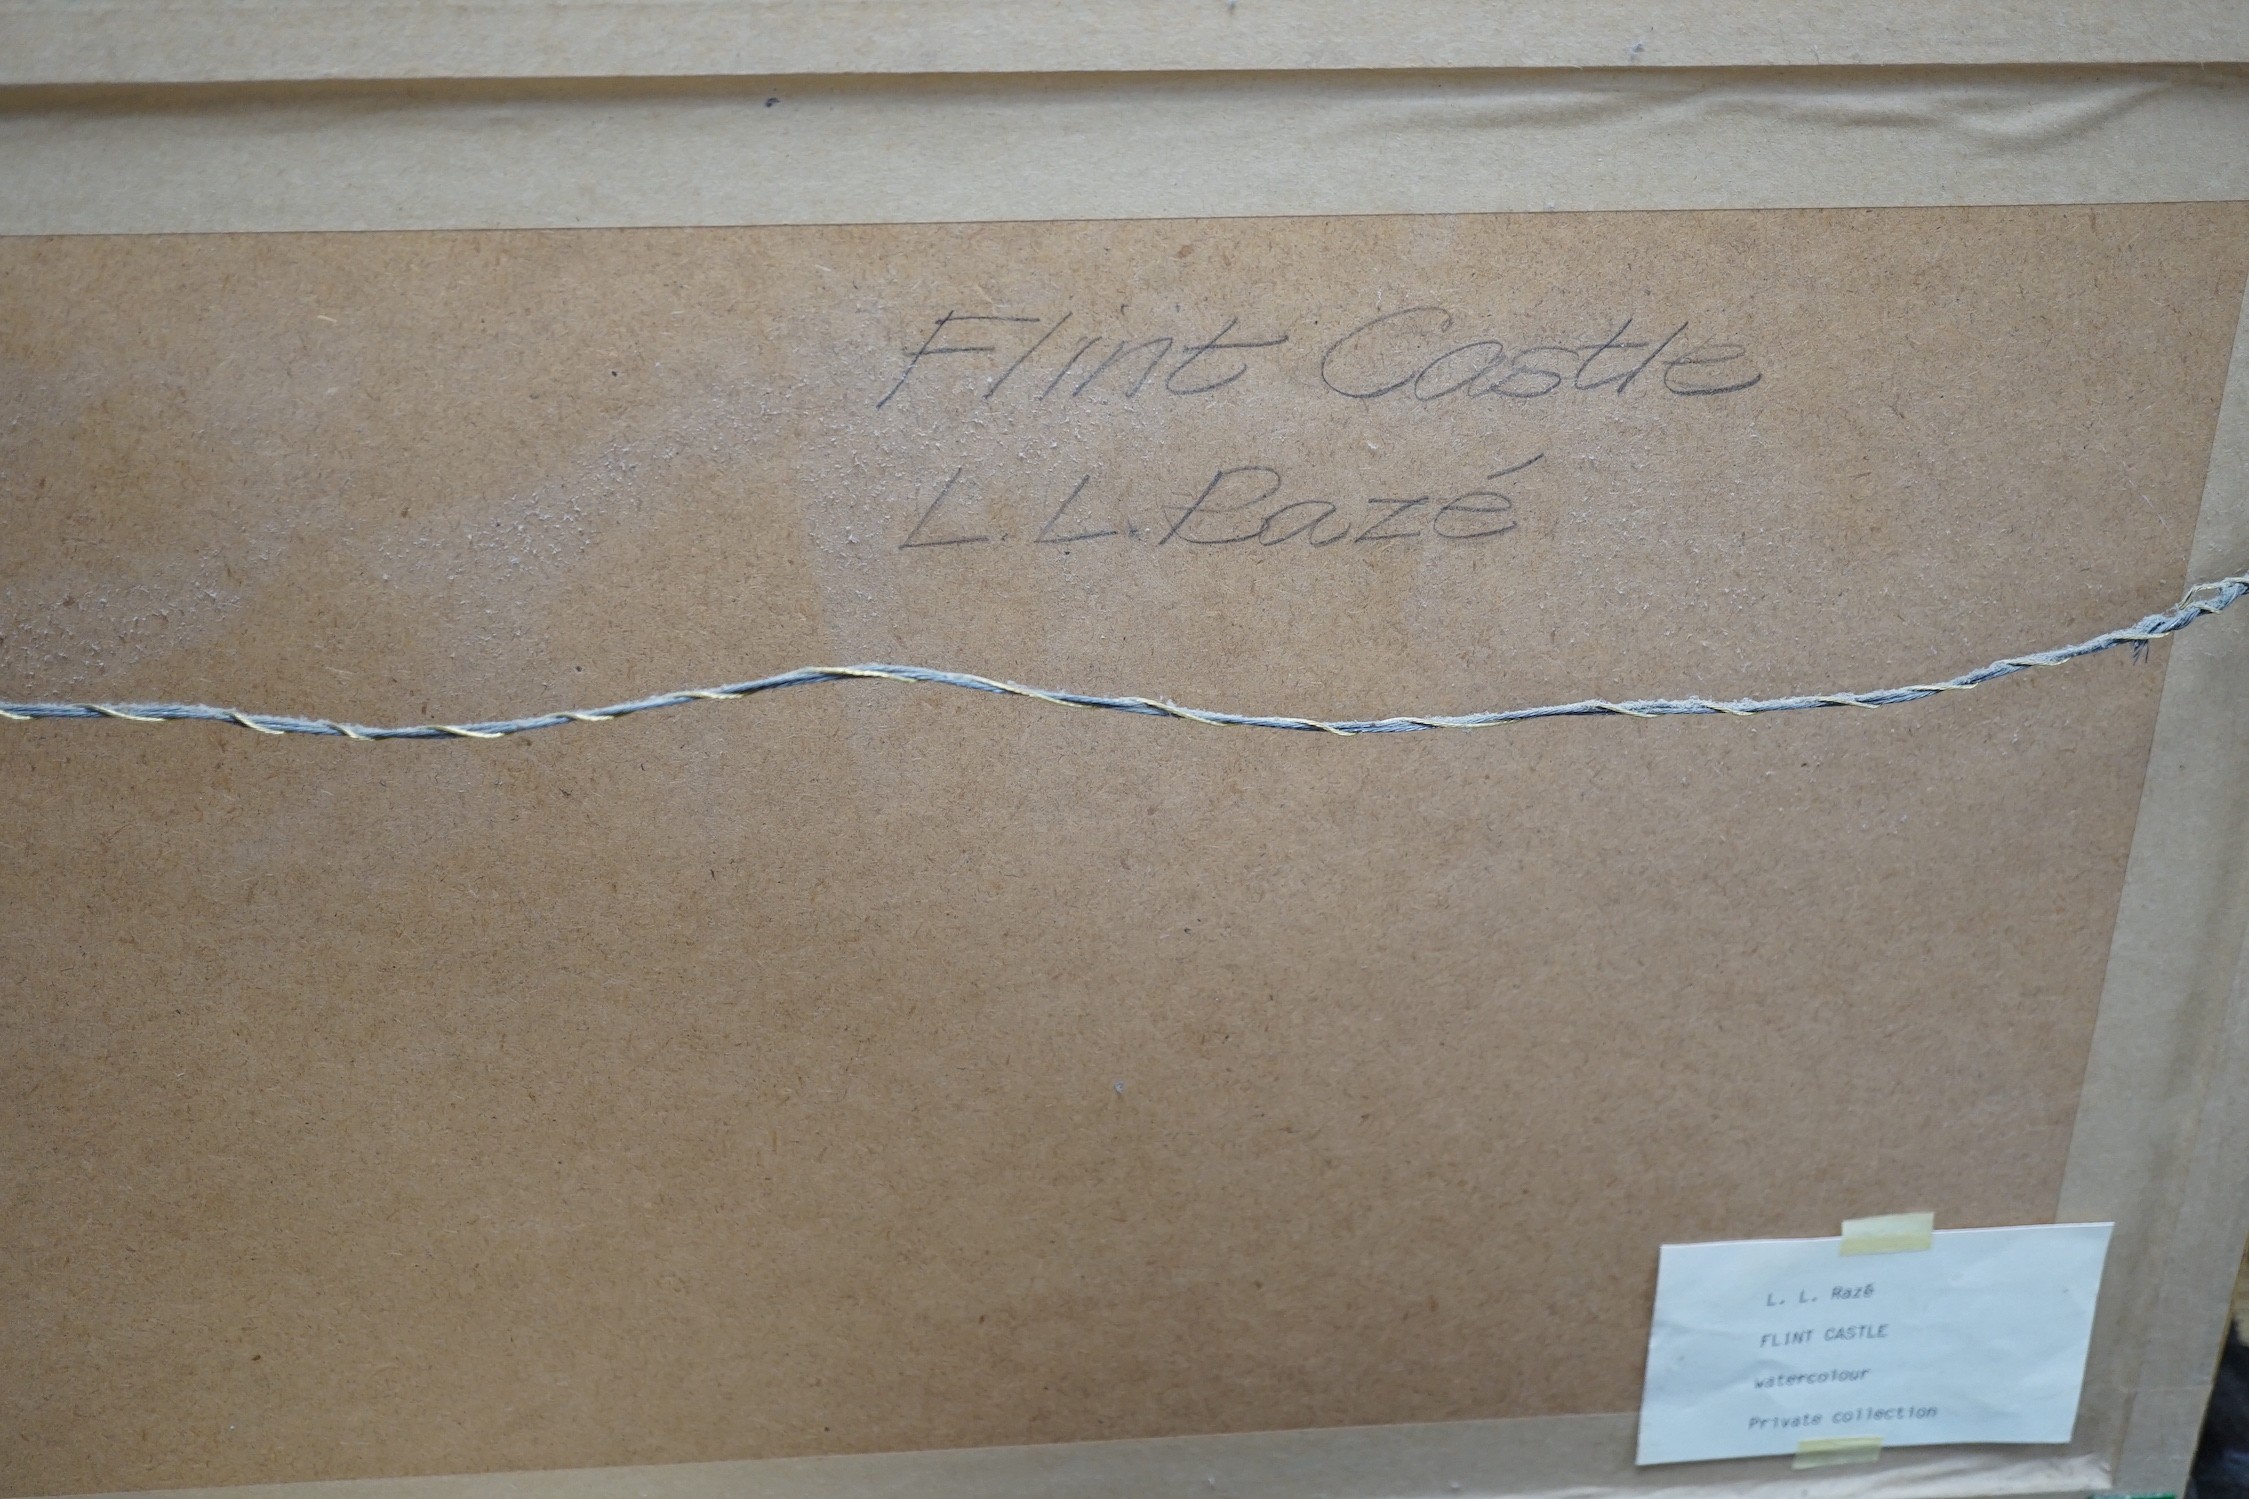 Flint Castle
L. L. Razé
L. L. Razé
FLINT CASTLE
watercolour
Private collection